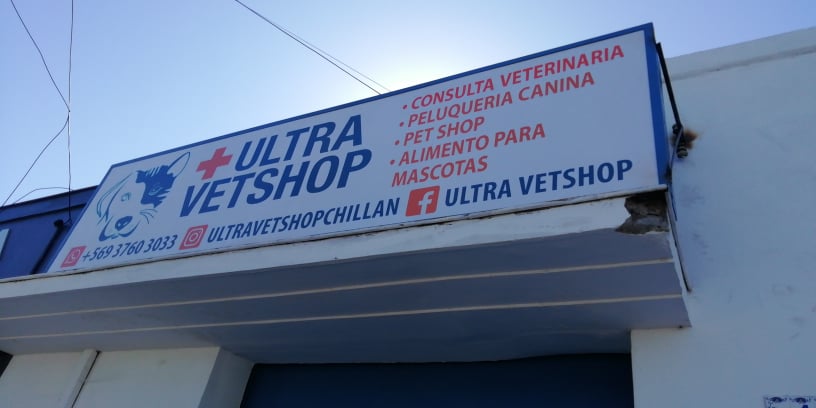 +ULTRA
VETSHOP
• CONSULTA VETERINARIA
• PELUQUERIA CANINA
• PET SHOP
• ALIMENTO PARA
MASCOTAS
+569 3760 3033
ULTRAVETSHOPCHILLAN
ULTRA VETSHOP